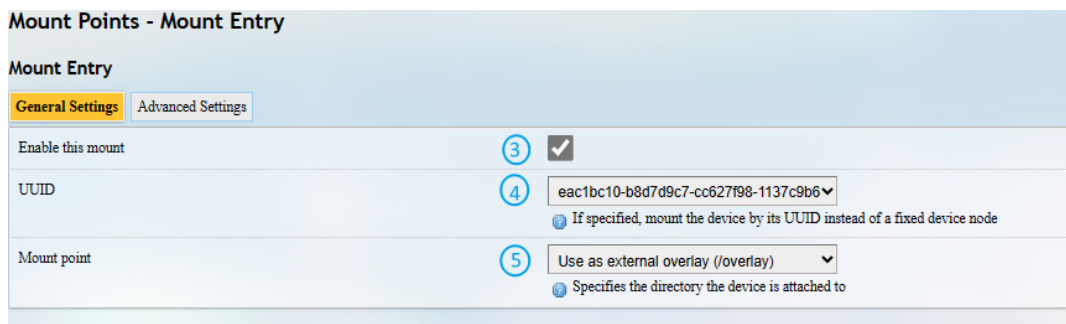 Mount Points - Mount Entry
Mount Entry
General Settings Advanced Settings
Enable this mount 3
UUID 4 eac1bc10-b8d7d9c7-cc627f98-1137c9b6
If specified, mount the device by its UUID instead of a fixed device node
Mount point 5 Use as external overlay (/overlay)
Specifies the directory the device is attached to